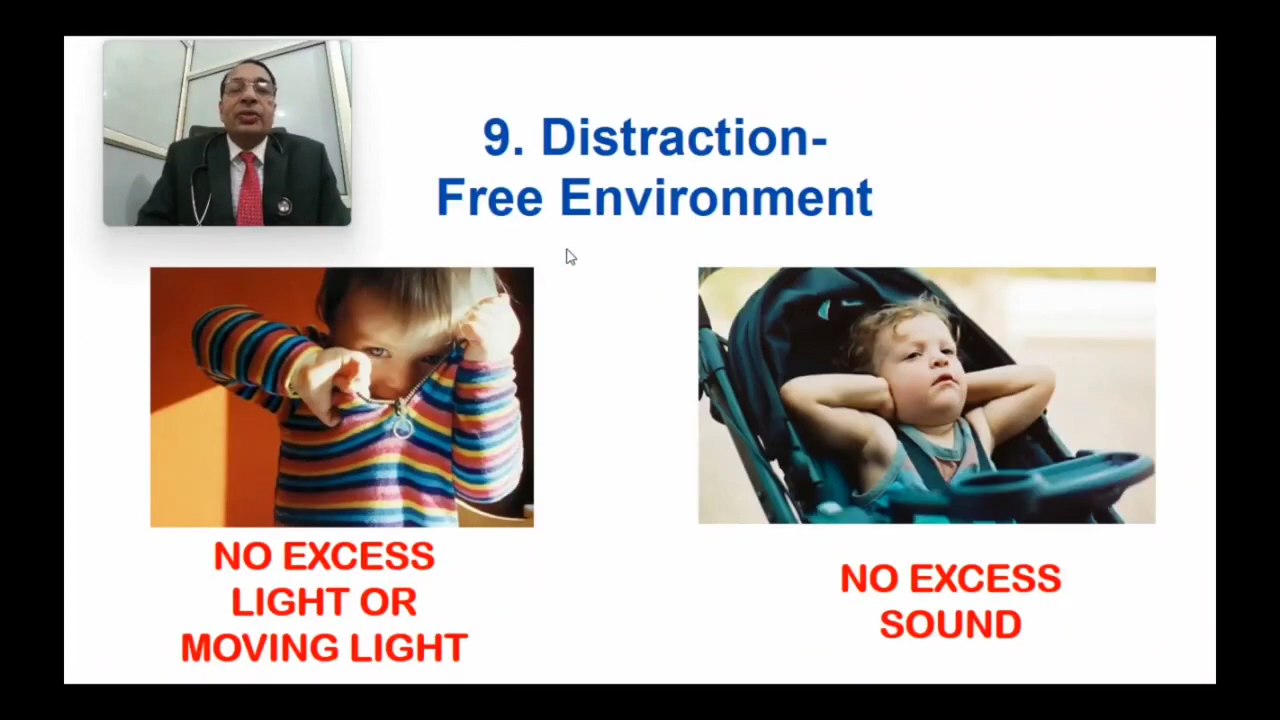 9. Distraction-
Free Environment
NO EXCESS
LIGHT OR
MOVING LIGHT
NO EXCESS
SOUND